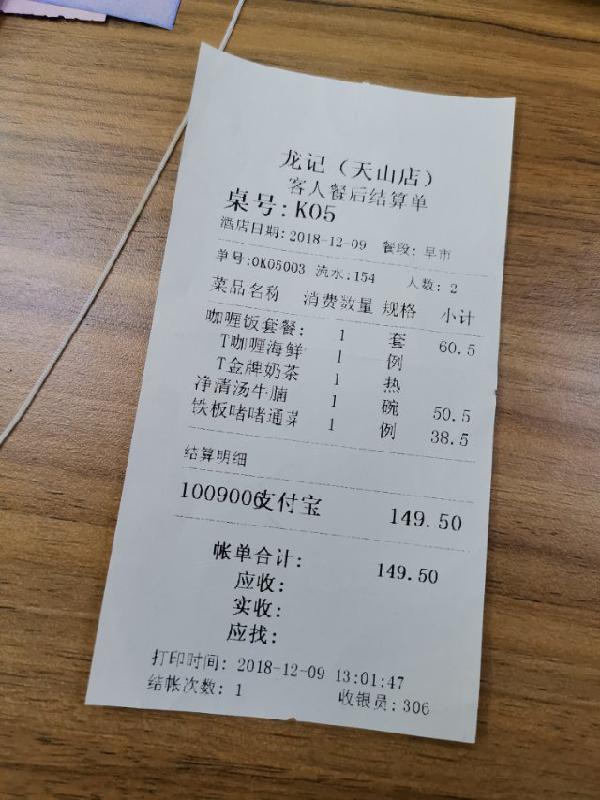 龙记（天山店）
客人餐后结算单
桌号:K05
酒店日期:2018-12-09 餐段:早市
单号:OK05003 流水:154 人数:2
菜品名称 消费数量 规格 小计
咖喱饭套餐: 1 套 60.5
T咖喱海鲜 1 例
T金牌奶茶 1 热
净清汤牛腩 1 碗 50.5
铁板啫啫通菜 1 例 38.5
结算明细
1009006支付宝 149.50
帐单合计: 149.50
应收:
实收:
应找:
打印时间: 2018-12-09 13:01:47
结帐次数: 1 收银员: 306